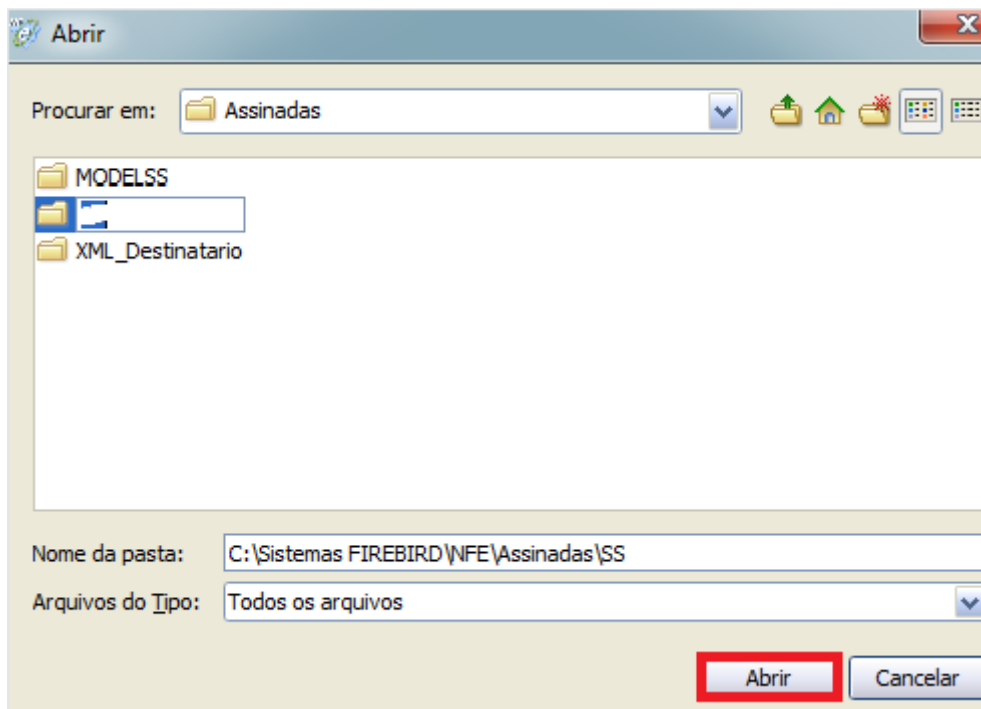 Abrir
Procurar em: Assinadas
MODELSS
XML_Destinatario
Nome da pasta: C:\Sistemas FIREBIRD\NFE\Assinadas\SS
Arquivos do Tipo: Todos os arquivos
Abrir Cancelar